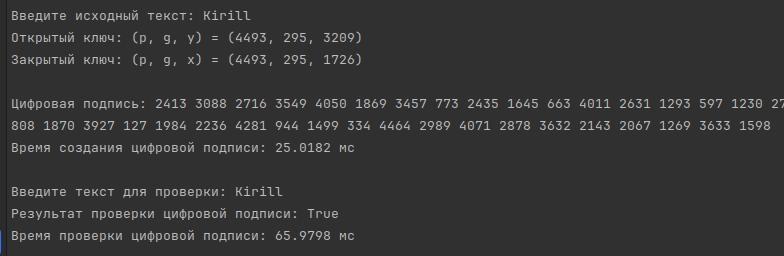 Введите исходный текст: Kirill
Открытый ключ: (p, g, y) = (4493, 295, 3209)
Закрытый ключ: (p, g, x) = (4493, 295, 1726)
Цифровая подпись: 2413 3088 2716 3549 4050 1869 3457 773 2435 1645 663 4011 2631 1293 597 1230
808 1870 3927 127 1984 2236 4281 944 1499 334 4464 2989 4071 2878 3632 2143 2067 1269 3633 1598
Время создания цифровой подписи: 25.0182 мс
Введите текст для проверки: Kirill
Результат проверки цифровой подписи: True
Время проверки цифровой подписи: 65.9798 мс